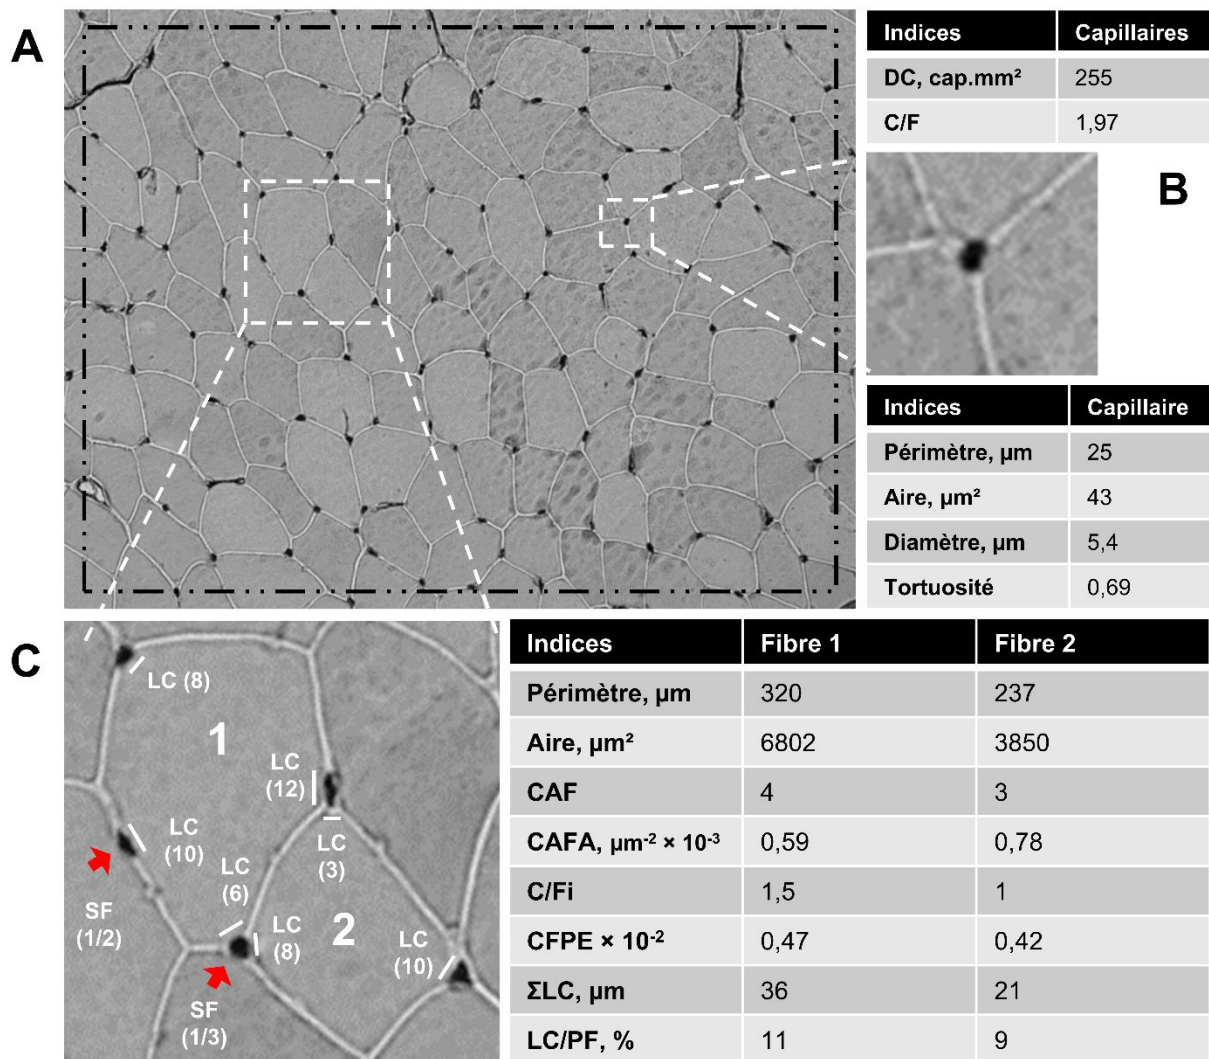 A
Indices Capillaires
DC, cap.mm² 255
C/F 1,97
B
Indices Capillaire
Périmètre, µm 25
Aire, µm² 43
Diamètre, µm 5,4
Tortuosité 0,69
C
LC (8)
1
LC
(12)
LC
(10)
LC
(3)
LC
(6)
SF
(1/2)
2
LC
(8)
LC
(10)
SF
(1/3)
Indices Fibre 1 Fibre 2
Périmètre, µm 320 237
Aire, µm² 6802 3850
CAF 4 3
CAFA, µm⁻² × 10⁻³ 0,59 0,78
C/Fi 1,5 1
CFPE × 10⁻² 0,47 0,42
ΣLC, µm 36 21
LC/PF, % 11 9